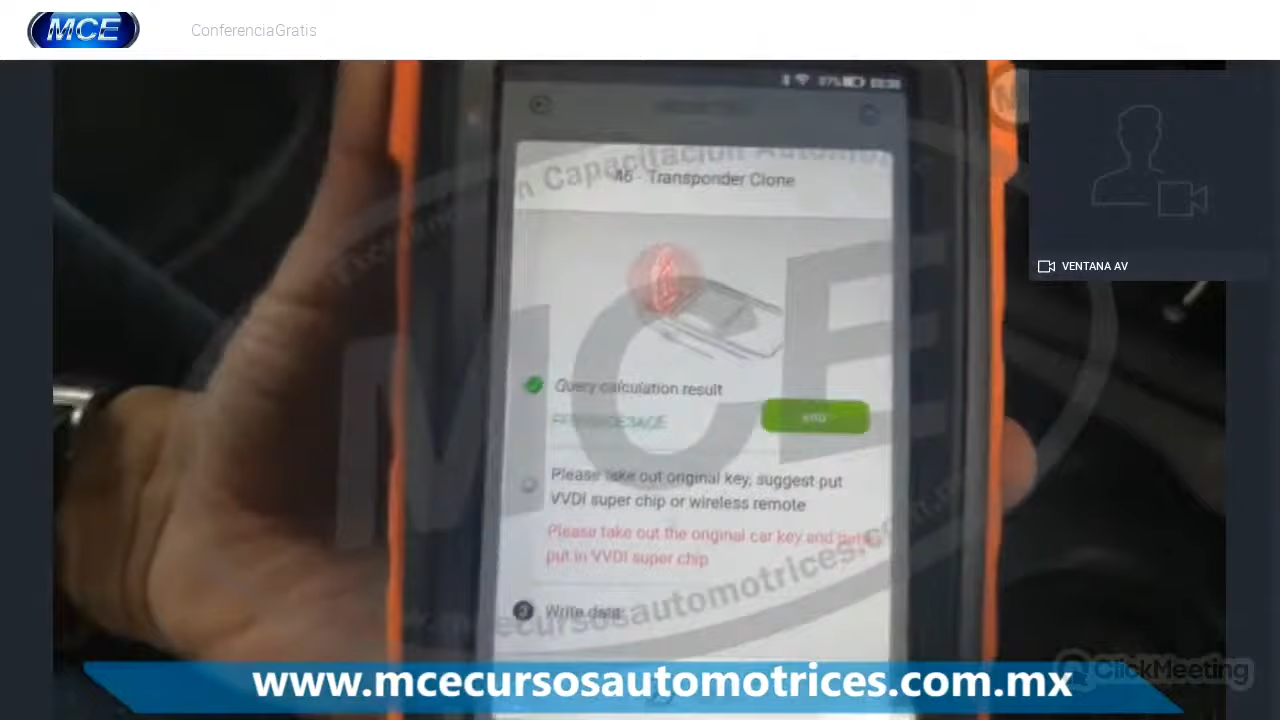 MCE
ConferenciaGratis
46 - Transponder Clone
VENTANA AV
Query calculation result
Please take out original key, suggest put
VVDI super chip or wireless remote
Please take out the original car key and
put in VVDI super chip
Write data
MCE
www.mcecursosautomotrices.com.mx
ClickMeeting